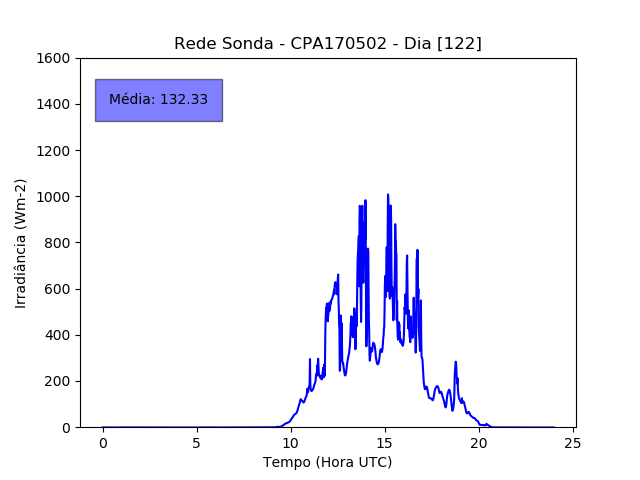 Rede Sonda - CPA170502 - Dia [122]
Média: 132.33
Irradiância (Wm-2)
1600
1400
1200
1000
800
600
400
200
0
0 5 10 15 20 25
Tempo (Hora UTC)